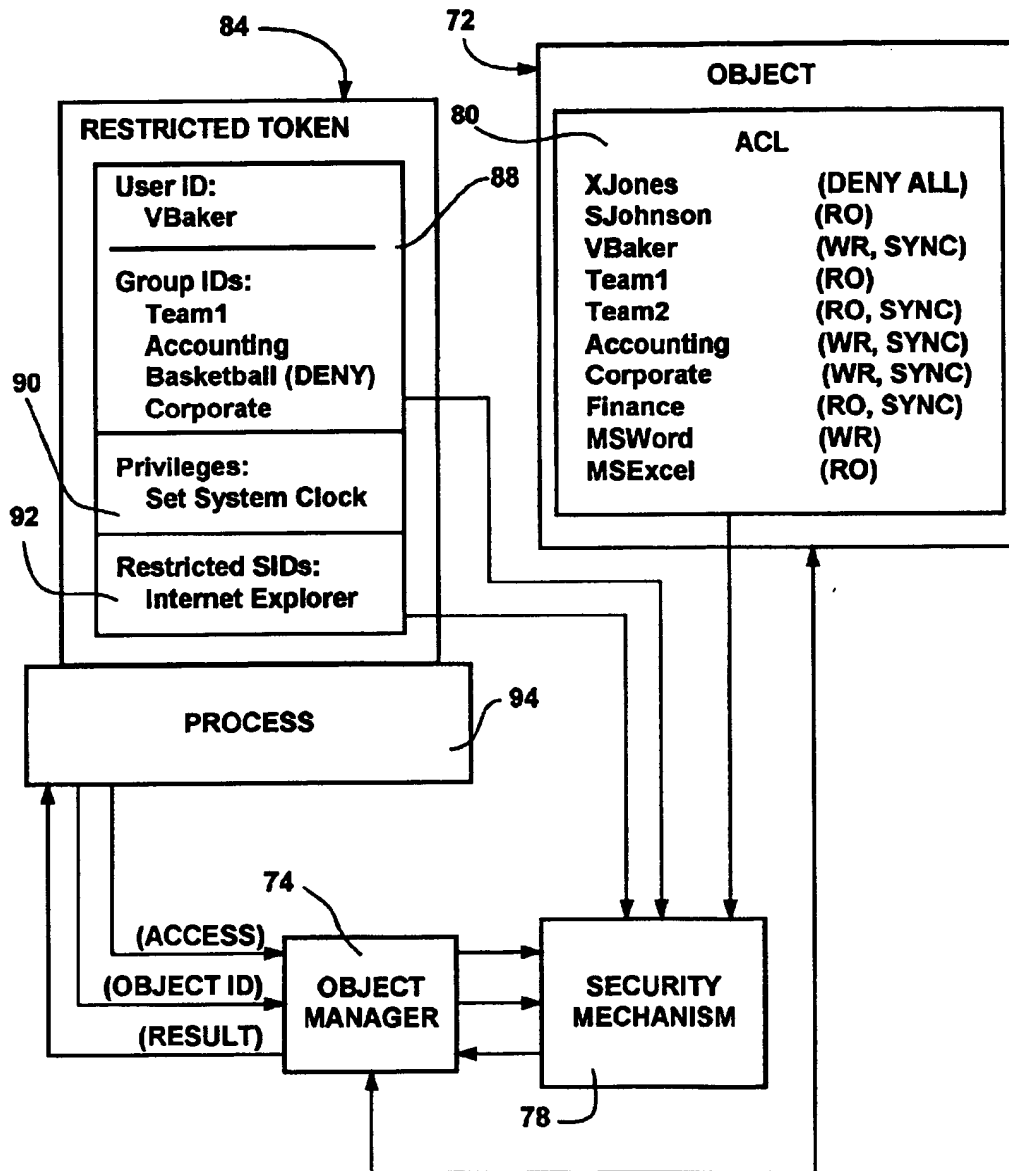 84
72
OBJECT
RESTRICTED TOKEN
80
ACL
User ID:
VBaker
88
XJones (DENY ALL)
SJohnson (RO)
VBaker (WR, SYNC)
Team1 (RO)
Team2 (RO, SYNC)
Accounting (WR, SYNC)
Corporate (WR, SYNC)
Finance (RO, SYNC)
MSWord (WR)
MSExcel (RO)
Group IDs:
Team1
Accounting
Basketball (DENY)
Corporate
90
Privileges:
Set System Clock
92
Restricted SIDs:
Internet Explorer
PROCESS
94
74
(ACCESS)
(OBJECT ID)
(RESULT)
OBJECT
MANAGER
SECURITY
MECHANISM
78